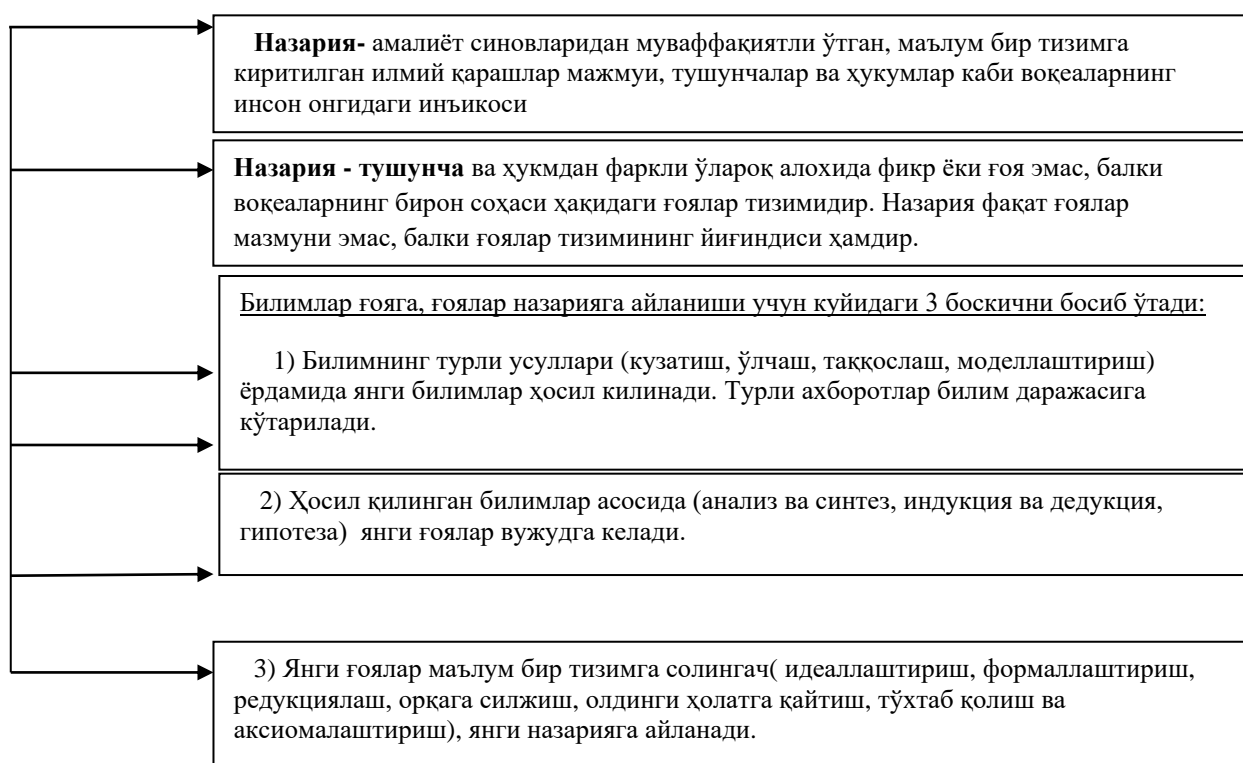 Назария- амалиёт синовларидан муваффақиятли ўтган, маълум бир тизимга
киритилган илмий қарашлар мажмуи, тушунчалар ва ҳукумлар каби воқеаларнинг
инсон онгидаги инъикоси
Назария - тушунча ва ҳукмдан фаркли ўлароқ алохида фикр ёки ғоя эмас, балки
воқеаларнинг бирон соҳаси ҳақидаги ғоялар тизимидир. Назария фақат ғоялар
мазмуни эмас, балки ғоялар тизимининг йиғиндиси ҳамдир.
Билимлар ғояга, ғоялар назарияга айланиши учун куйидаги 3 боскични босиб ўтади:
1) Билимнинг турли усуллари (кузатиш, ўлчаш, таққослаш, моделлаштириш)
ёрдамида янги билимлар ҳосил килинади. Турли ахборотлар билим даражасига
кўтарилади.
2) Ҳосил қилинган билимлар асосида (анализ ва синтез, индукция ва дедукция,
гипотеза) янги ғоялар вужудга келади.
3) Янги ғоялар маълум бир тизимга солингач( идеаллаштириш, формаллаштириш,
редукциялаш, орқага силжиш, олдинги ҳолатга қайтиш, тўхтаб қолиш ва
аксиомалаштириш), янги назарияга айланади.